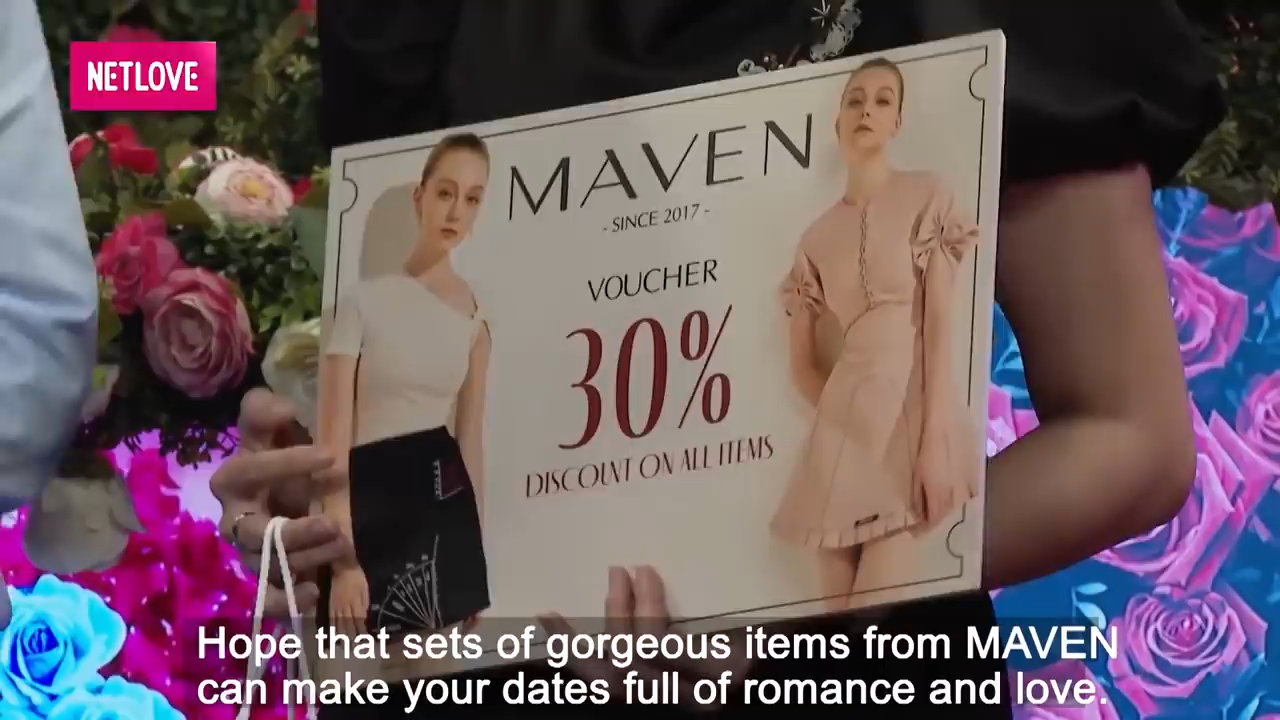 NETLOVE
MAVEN
- SINCE 2017 -
VOUCHER
30%
DISCOUNT ON ALL ITEMS
Hope that sets of gorgeous items from MAVEN
can make your dates full of romance and love.